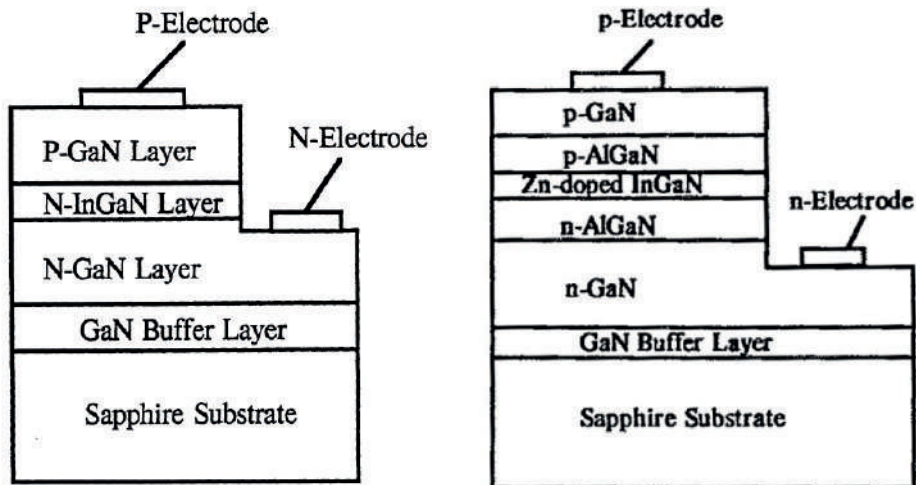 P-Electrode
N-Electrode
P-GaN Layer
N-InGaN Layer
N-GaN Layer
GaN Buffer Layer
Sapphire Substrate
p-Electrode
p-GaN
p-AlGaN
Zn-doped InGaN
n-Electrode
n-AlGaN
n-GaN
GaN Buffer Layer
Sapphire Substrate